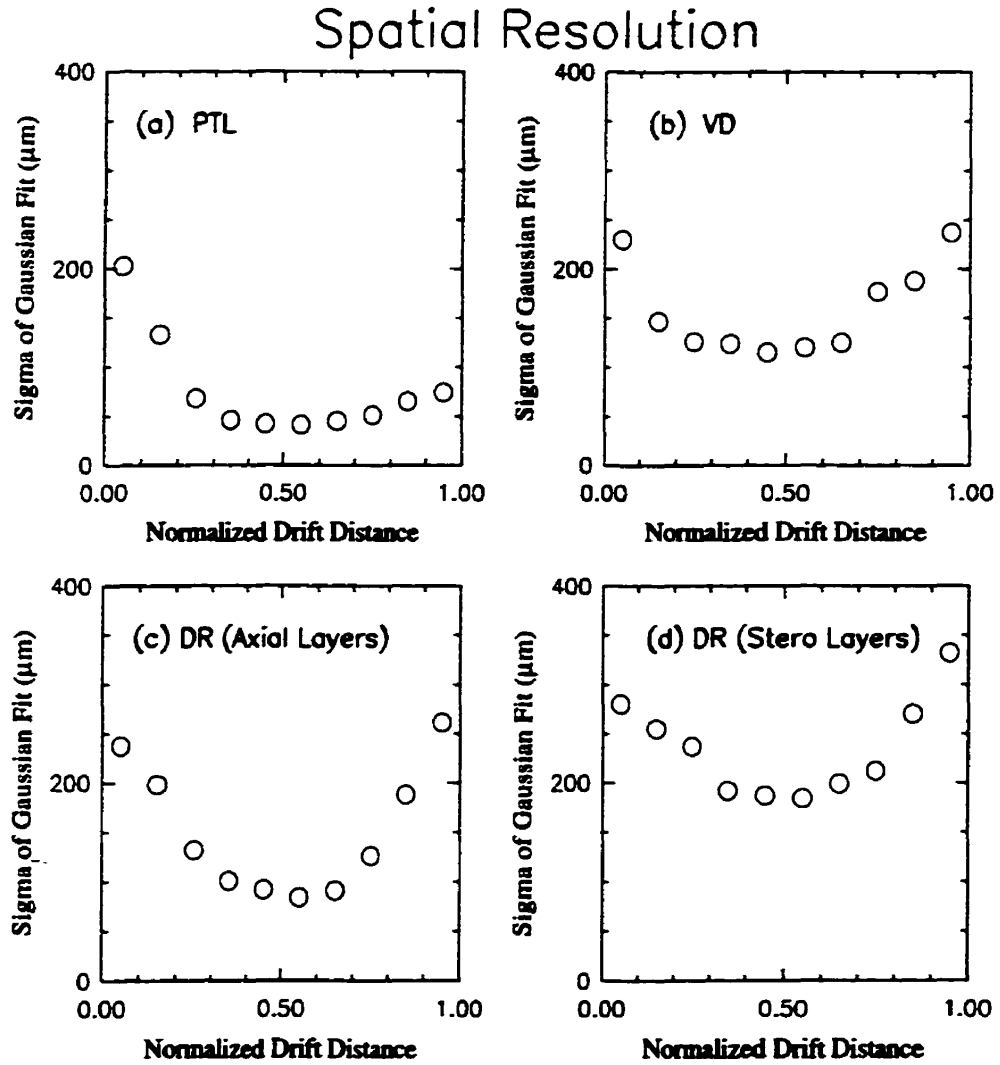 Spatial Resolution
400
200
0
Sigma of Gaussian Fit (μm)
(a) PTL
0.00 0.50 1.00
Normalized Drift Distance
400
200
0
Sigma of Gaussian Fit (μm)
(b) VD
0.00 0.50 1.00
Normalized Drift Distance
400
200
0
Sigma of Gaussian Fit (μm)
(c) DR (Axial Layers)
0.00 0.50 1.00
Normalized Drift Distance
400
200
0
Sigma of Gaussian Fit (μm)
(d) DR (Stero Layers)
0.00 0.50 1.00
Normalized Drift Distance